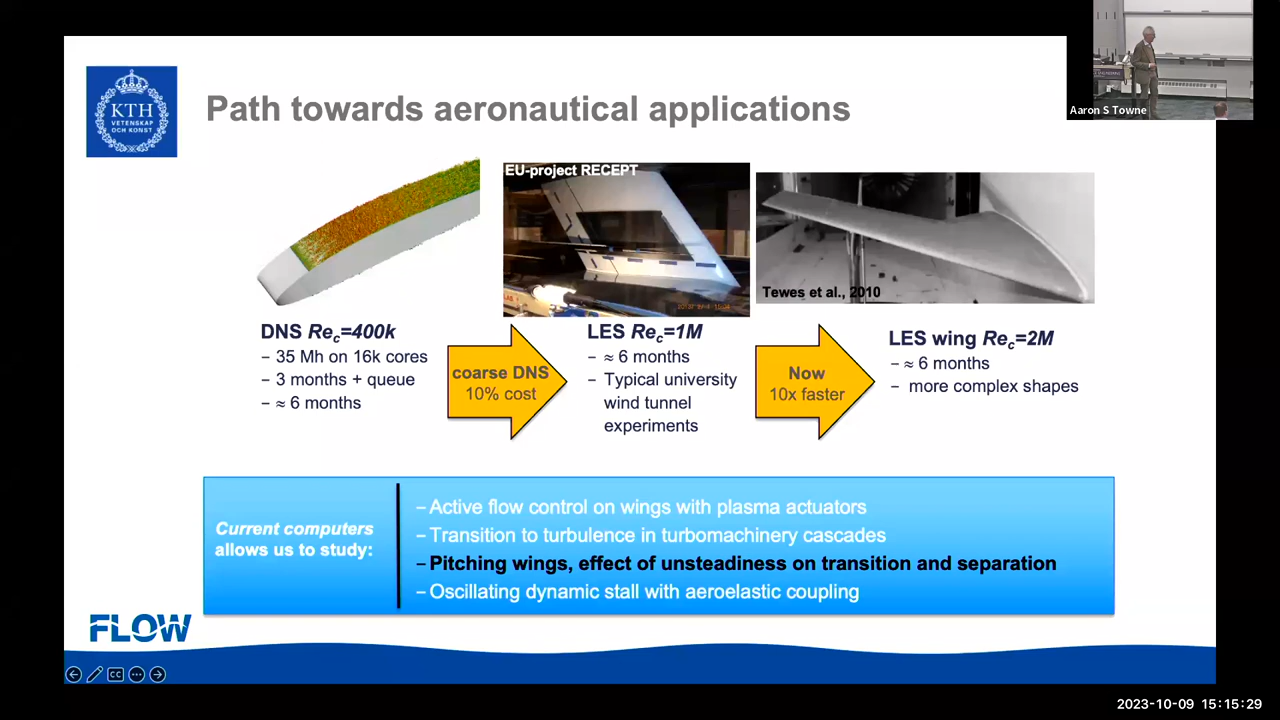 Aaron S Towne
KTH
VETENSKAP
OCH KONST
Path towards aeronautical applications
EU-project RECEPT
Tewes et al., 2010
DNS Rec=400k
– 35 Mh on 16k cores
– 3 months + queue
– ≈ 6 months
coarse DNS
10% cost
LES Rec=1M
– ≈ 6 months
– Typical university
wind tunnel
experiments
Now
10x faster
LES wing Rec=2M
– ≈ 6 months
– more complex shapes
Current computers
allows us to study:
– Active flow control on wings with plasma actuators
– Transition to turbulence in turbomachinery cascades
– Pitching wings, effect of unsteadiness on transition and separation
– Oscillating dynamic stall with aeroelastic coupling
FLOW
CC
2023-10-09 15:15:29